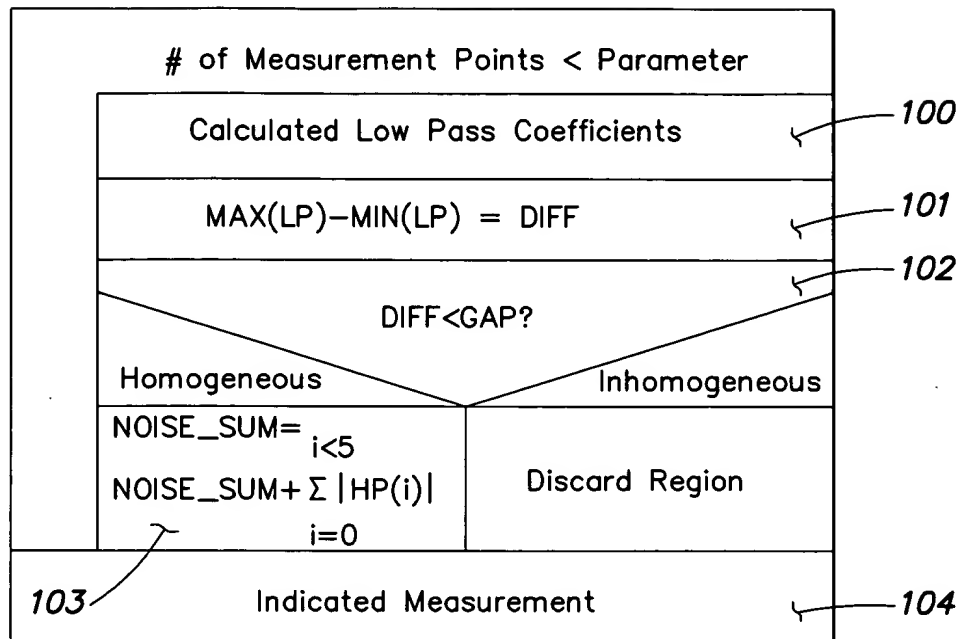 # of Measurement Points < Parameter
Calculated Low Pass Coefficients
100
MAX(LP)-MIN(LP) = DIFF
101
102
DIFF<GAP?
Homogeneous
Inhomogeneous
NOISE_SUM=
i<5
NOISE_SUM+ Σ |HP(i)|
i=0
Discard Region
103
Indicated Measurement
104